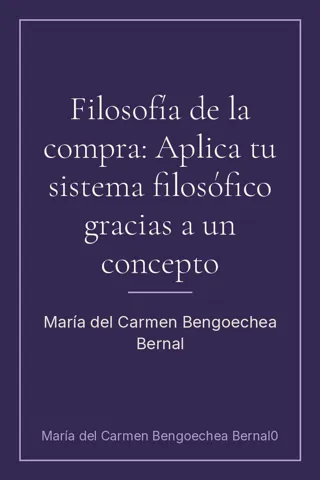 Filosofía de la
compra: Aplica tu
sistema filosófico
gracias a un
concepto
María del Carmen Bengoechea
Bernal
María del Carmen Bengoechea Bernal0